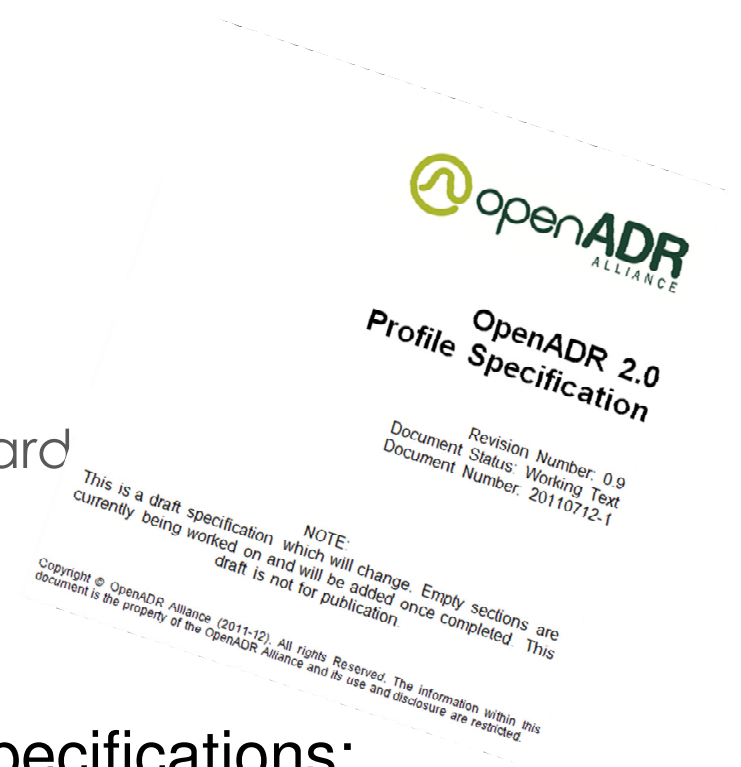 openADR
ALLIANCE
OpenADR 2.0
Profile Specification
Revision Number: 0.9
Document Status: Working Text
Document Number: 20110712-1
ard
NOTE:
This is a draft specification which will change. Empty sections are
currently being worked on and will be added once completed. This
draft is not for publication.
Copyright © OpenADR Alliance (2011-12). All rights Reserved. The information within this
document is the property of the OpenADR Alliance and its use and disclosure are restricted.
pecifications: